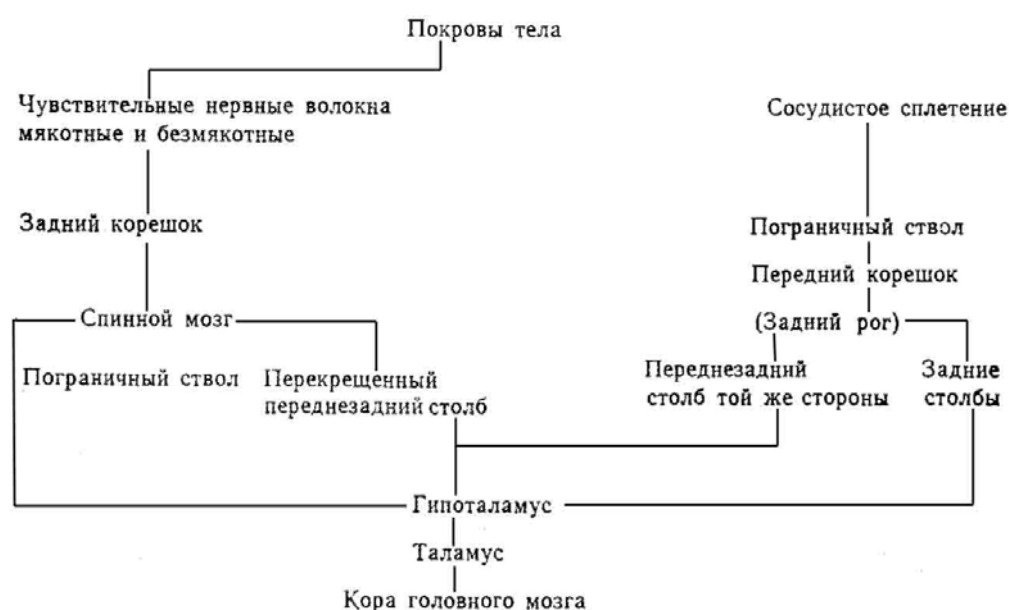 Покровы тела
Чувствительные нервные волокна
мякотные и безмякотные
Сосудистое сплетение
Задний корешок
Пограничный ствол
Передний корешок
Спинной мозг
(Задний рог)
Пограничный ствол
Перекрещенный
переднезадний столб
Переднезадний
столб той же стороны
Задние
столбы
Гипоталамус
Таламус
Кора головного мозга